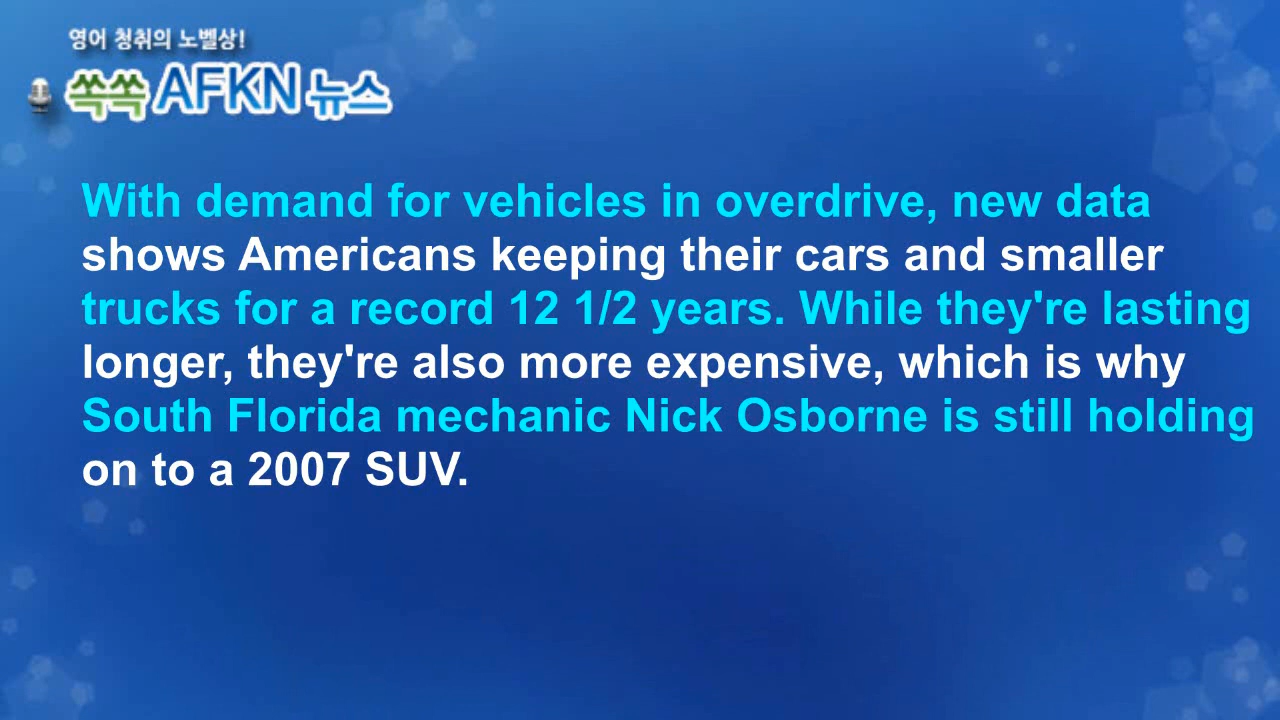 영어 청취의 노벨상!
쏙쏙 AFKN 뉴스
With demand for vehicles in overdrive, new data
shows Americans keeping their cars and smaller
trucks for a record 12 1/2 years. While they're lasting
longer, they're also more expensive, which is why
South Florida mechanic Nick Osborne is still holding
on to a 2007 SUV.